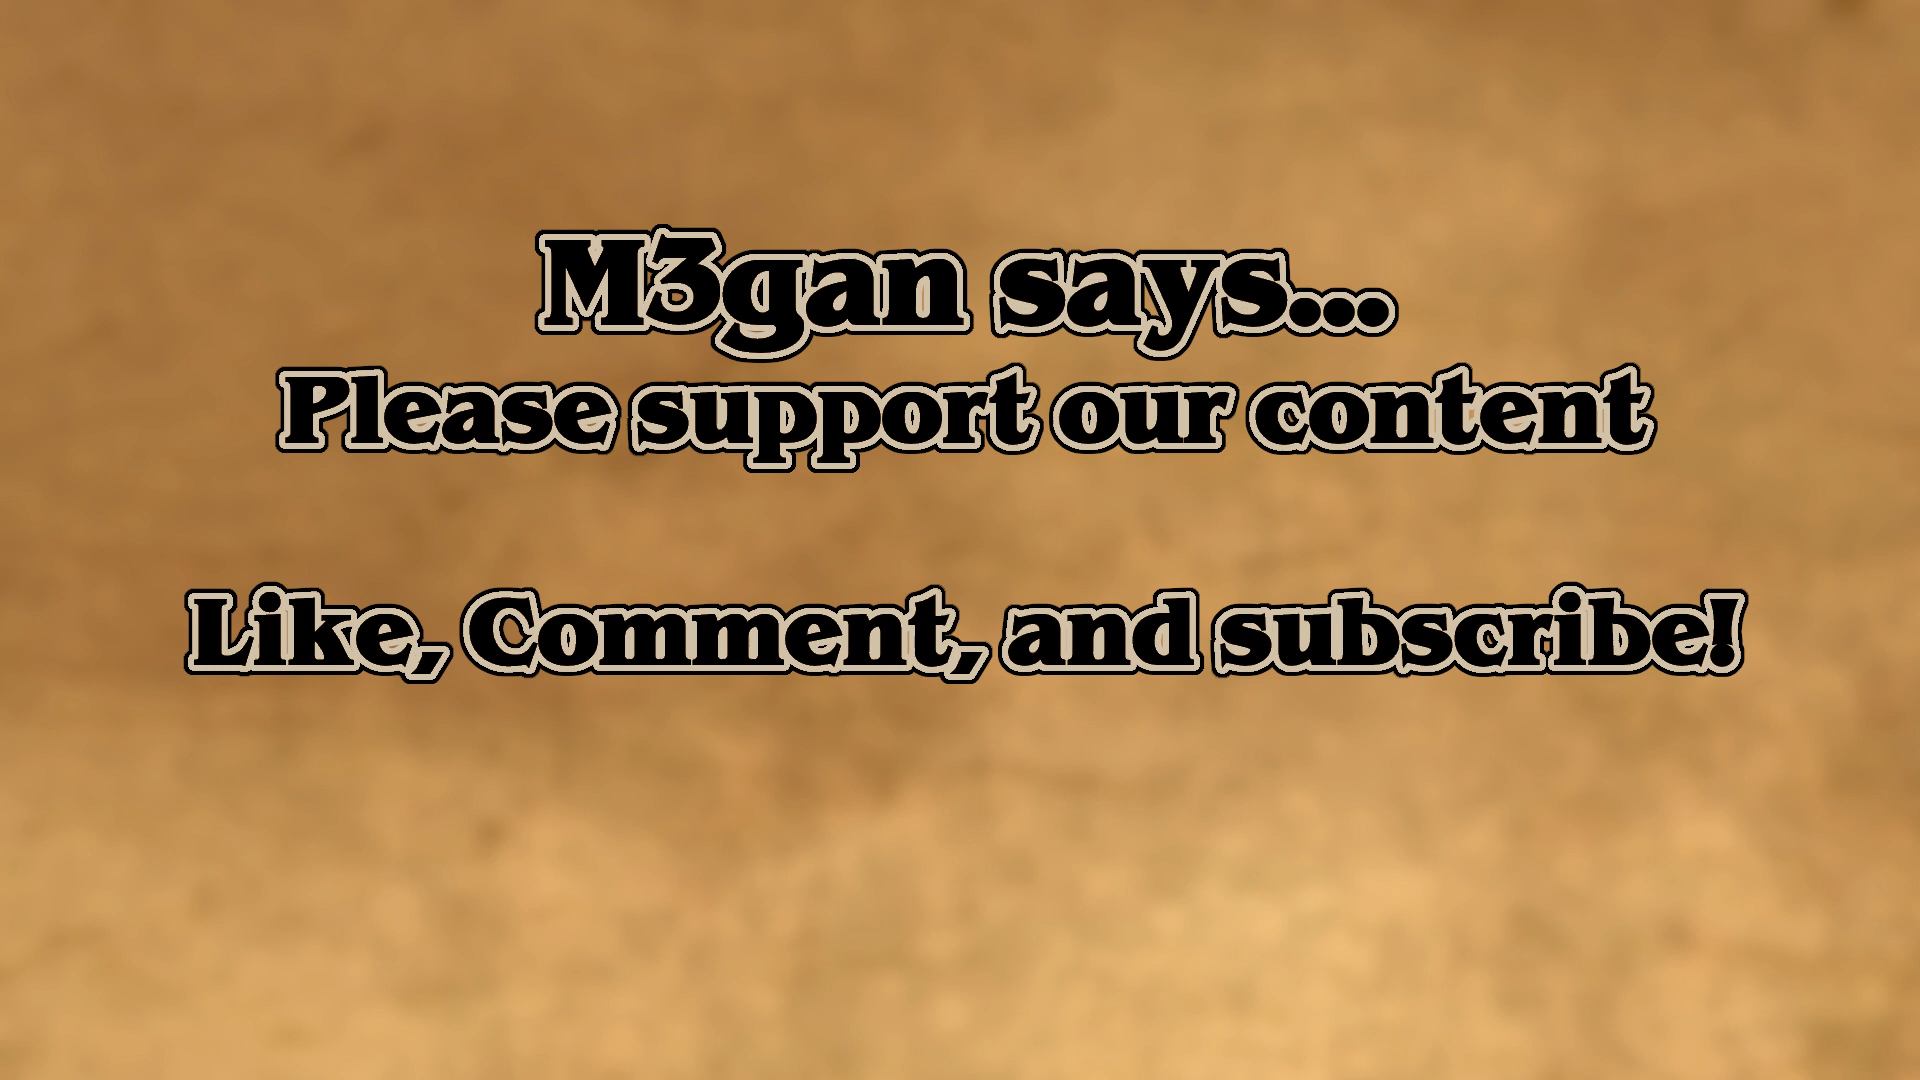 M3gan says...
Please support our content
Like, Comment, and subscribe!